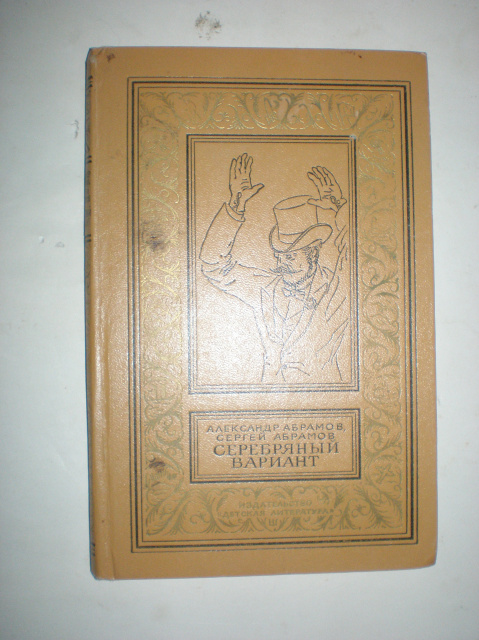 АЛЕКСАНДР АБРАМОВ,
СЕРГЕЙ АБРАМОВ
СЕРЕБРЯНЫЙ
ВАРИАНТ
ИЗДАТЕЛЬСТВО
«ДЕТСКАЯ ЛИТЕРАТУРА»